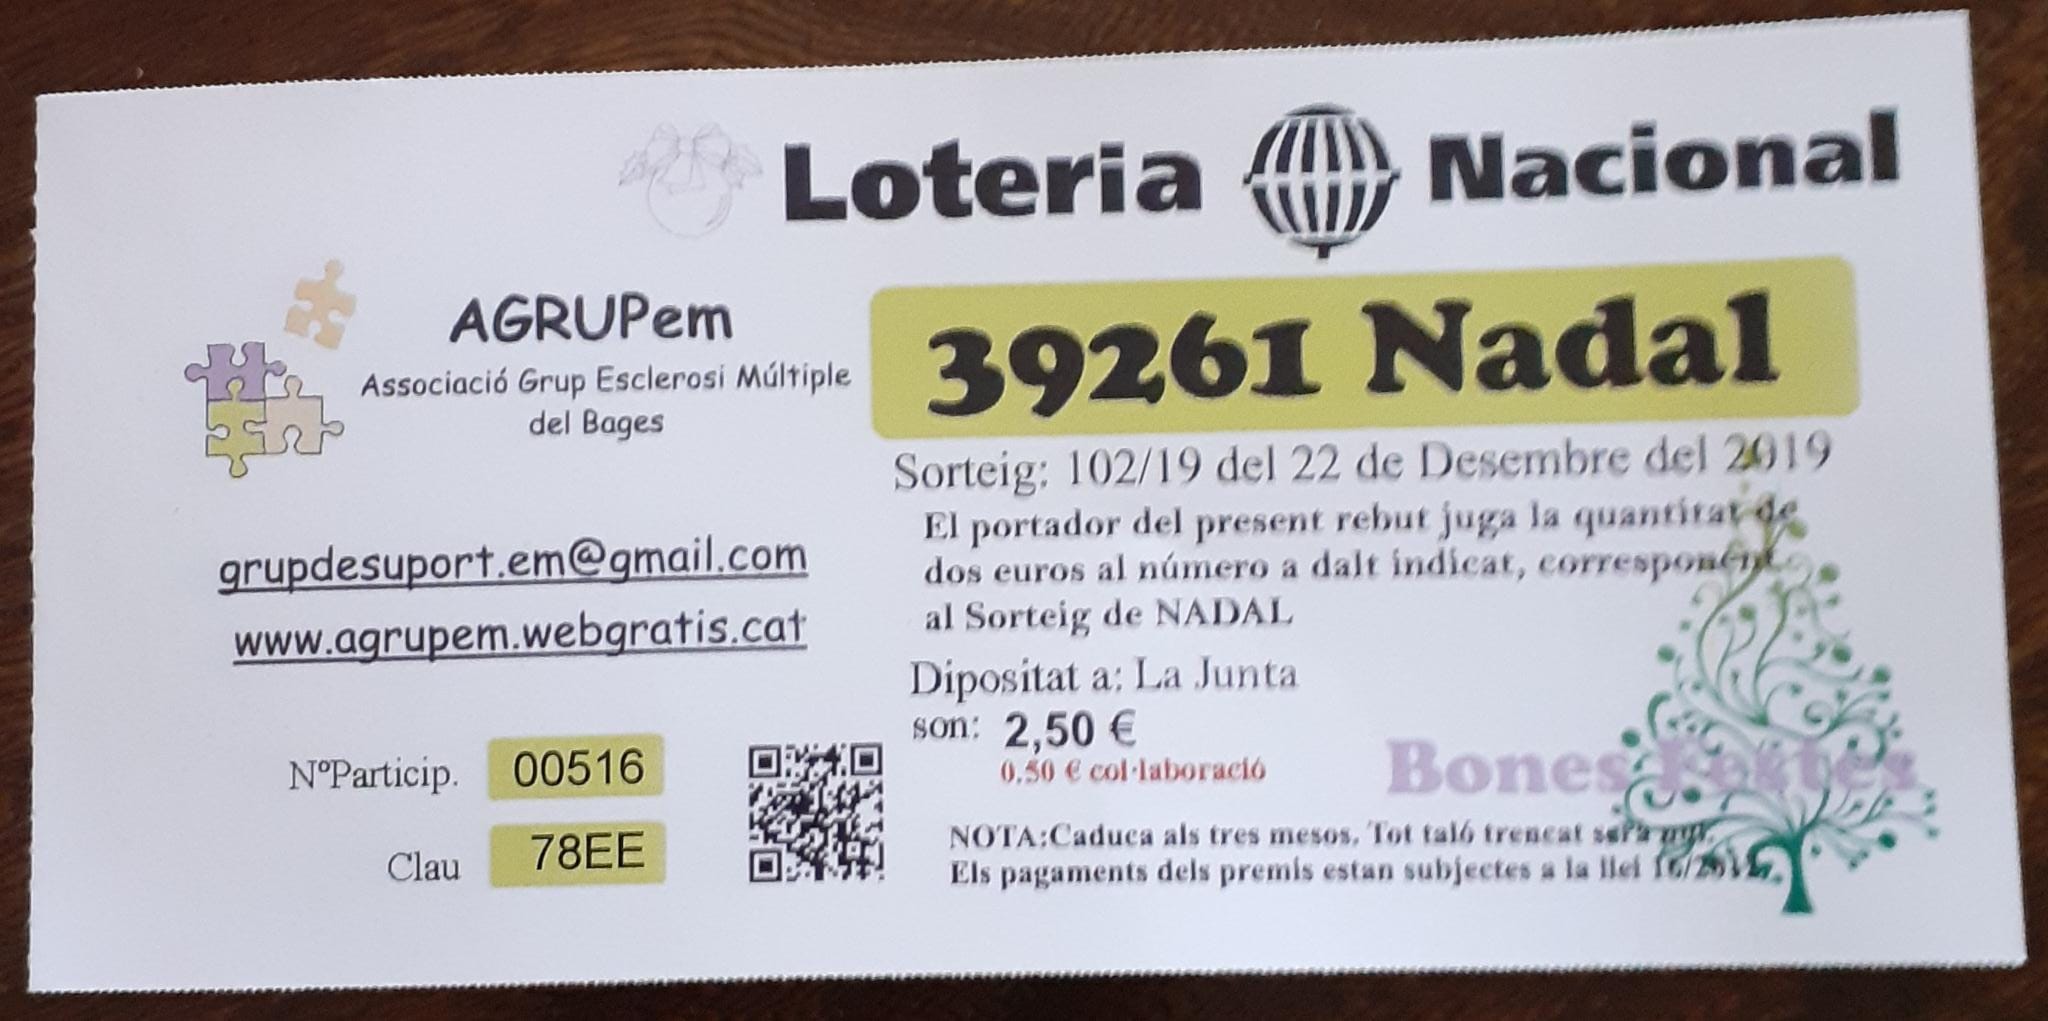 Loteria Nacional
AGRUPem
Associació Grup Esclerosi Múltiple
del Bages
grupdesuport.em@gmail.com
www.agrupem.webgratis.cat
NºParticip. 00516
Clau 78EE
39261 Nadal
Sorteig: 102/19 del 22 de Desembre del 2019
El portador del present rebut juga la quantitat de
dos euros al número a dalt indicat, corresponent
al Sorteig de NADAL
Dipositat a: La Junta
son: 2,50 €
0.50 € col·laboració
Bones Festes
NOTA:Caduca als tres mesos. Tot taló trencat serà nul.
Els pagaments dels premis estan subjectes a la llei 16/2012.